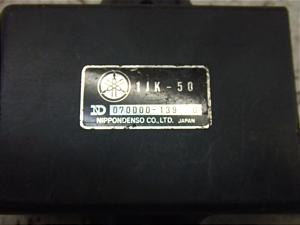 1JK-50
ND 070000-139
NIPPONDENSO CO., LTD. JAPAN